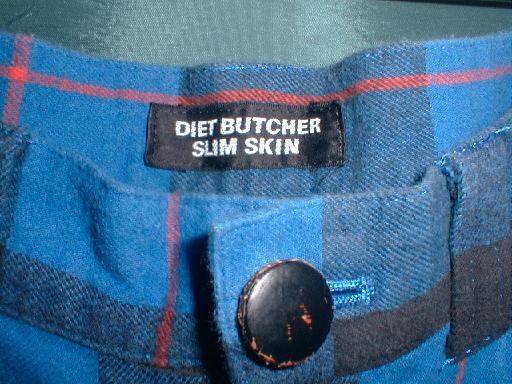 DIET BUTCHER
SLIM SKIN